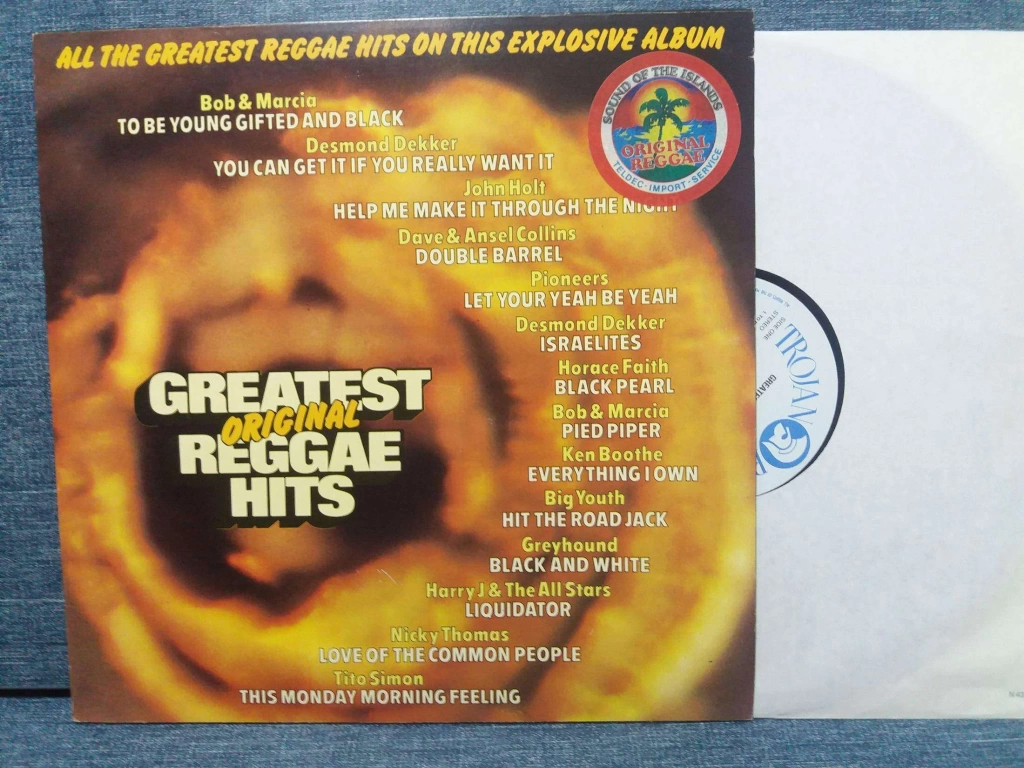 ALL THE GREATEST REGGAE HITS ON THIS EXPLOSIVE ALBUM
SOUND OF THE ISLANDS
ORIGINAL
REGGAE
TELDEC·IMPORT·SERVICE
Bob & Marcia
TO BE YOUNG GIFTED AND BLACK
Desmond Dekker
YOU CAN GET IT IF YOU REALLY WANT IT
John Holt
HELP ME MAKE IT THROUGH THE NIGHT
Dave & Ansel Collins
DOUBLE BARREL
Pioneers
LET YOUR YEAH BE YEAH
Desmond Dekker
ISRAELITES
Horace Faith
BLACK PEARL
Bob & Marcia
PIED PIPER
Ken Boothe
EVERYTHING I OWN
Big Youth
HIT THE ROAD JACK
Greyhound
BLACK AND WHITE
Harry J & The All Stars
LIQUIDATOR
Nicky Thomas
LOVE OF THE COMMON PEOPLE
Tito Simon
THIS MONDAY MORNING FEELING
GREATEST
ORIGINAL
REGGAE
HITS
TROJAN
SIDE ONE
STEREO